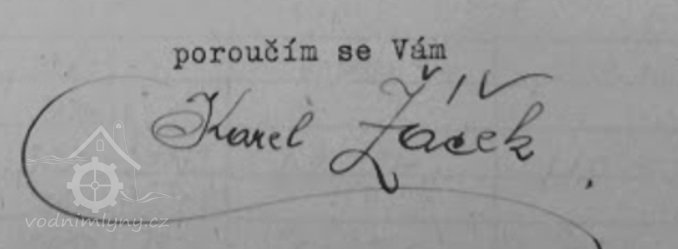 poroučím se Vám
Karel Žáček.
vodnimlyny.cz